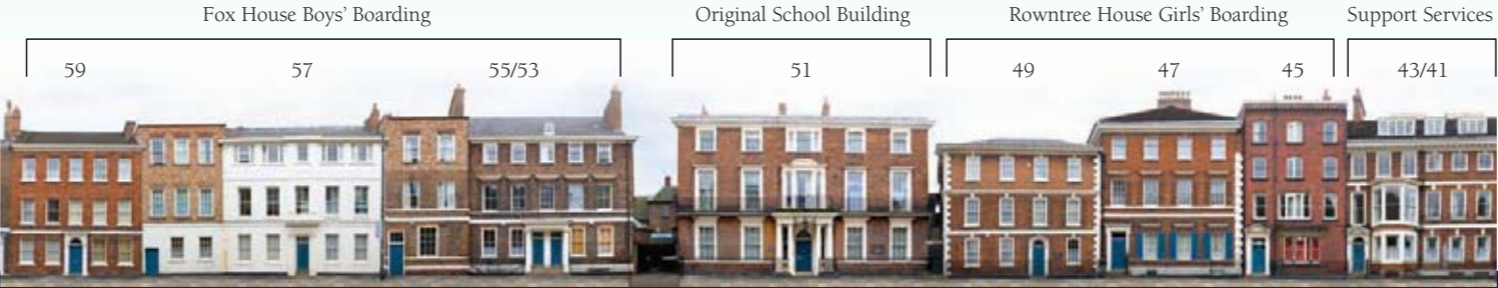 Fox House Boys’ Boarding
Original School Building
Rowntree House Girls’ Boarding
Support Services
59
57
55/53
51
49
47
45
43/41